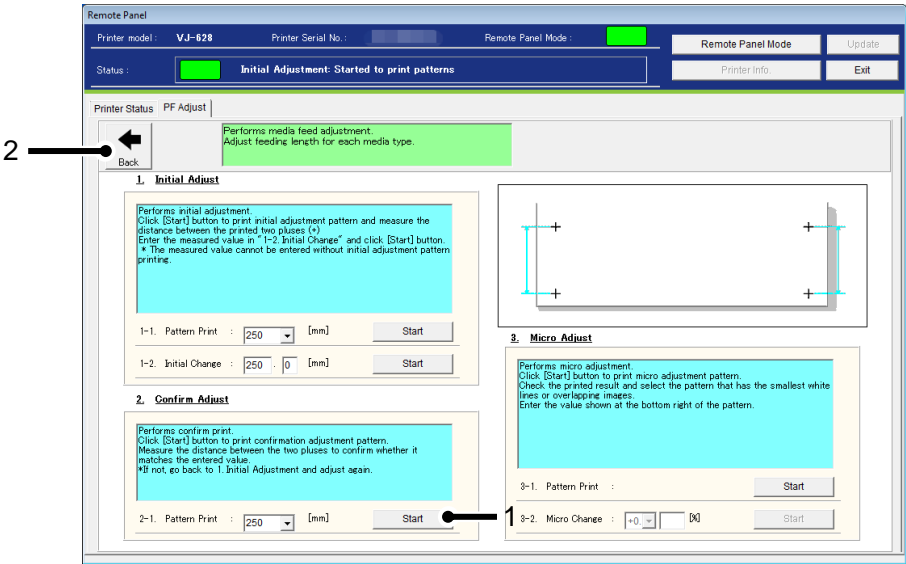 Remote Panel
Printer model : VJ-628 Printer Serial No. : Remote Panel Mode :
Remote Panel Mode Update
Status : Initial Adjustment: Started to print patterns
Printer Info. Exit
Printer Status PF Adjust
Back
Performs media feed adjustment.
Adjust feeding length for each media type.
2
1. Initial Adjust
Performs initial adjustment.
Click [Start] button to print initial adjustment pattern and measure the
distance between the printed two pluses (+)
Enter the measured value in "1-2. Initial Change" and click [Start] button.
* The measured value cannot be entered without initial adjustment pattern
printing.
1-1. Pattern Print : 250 [mm] Start
1-2. Initial Change : 250 . 0 [mm] Start
2. Confirm Adjust
Performs confirm print.
Click [Start] button to print confirmation adjustment pattern.
Measure the distance between the two pluses to confirm whether it
matches the entered value.
*If not, go back to 1. Initial Adjustment and adjust again.
2-1. Pattern Print : 250 [mm] Start
1
3. Micro Adjust
Performs micro adjustment.
Click [Start] button to print micro adjustment pattern.
Check the printed result and select the pattern that has the smallest white
lines or overlapping images.
Enter the value shown at the bottom right of the pattern.
3-1. Pattern Print : Start
3-2. Micro Change : +0. [%] Start